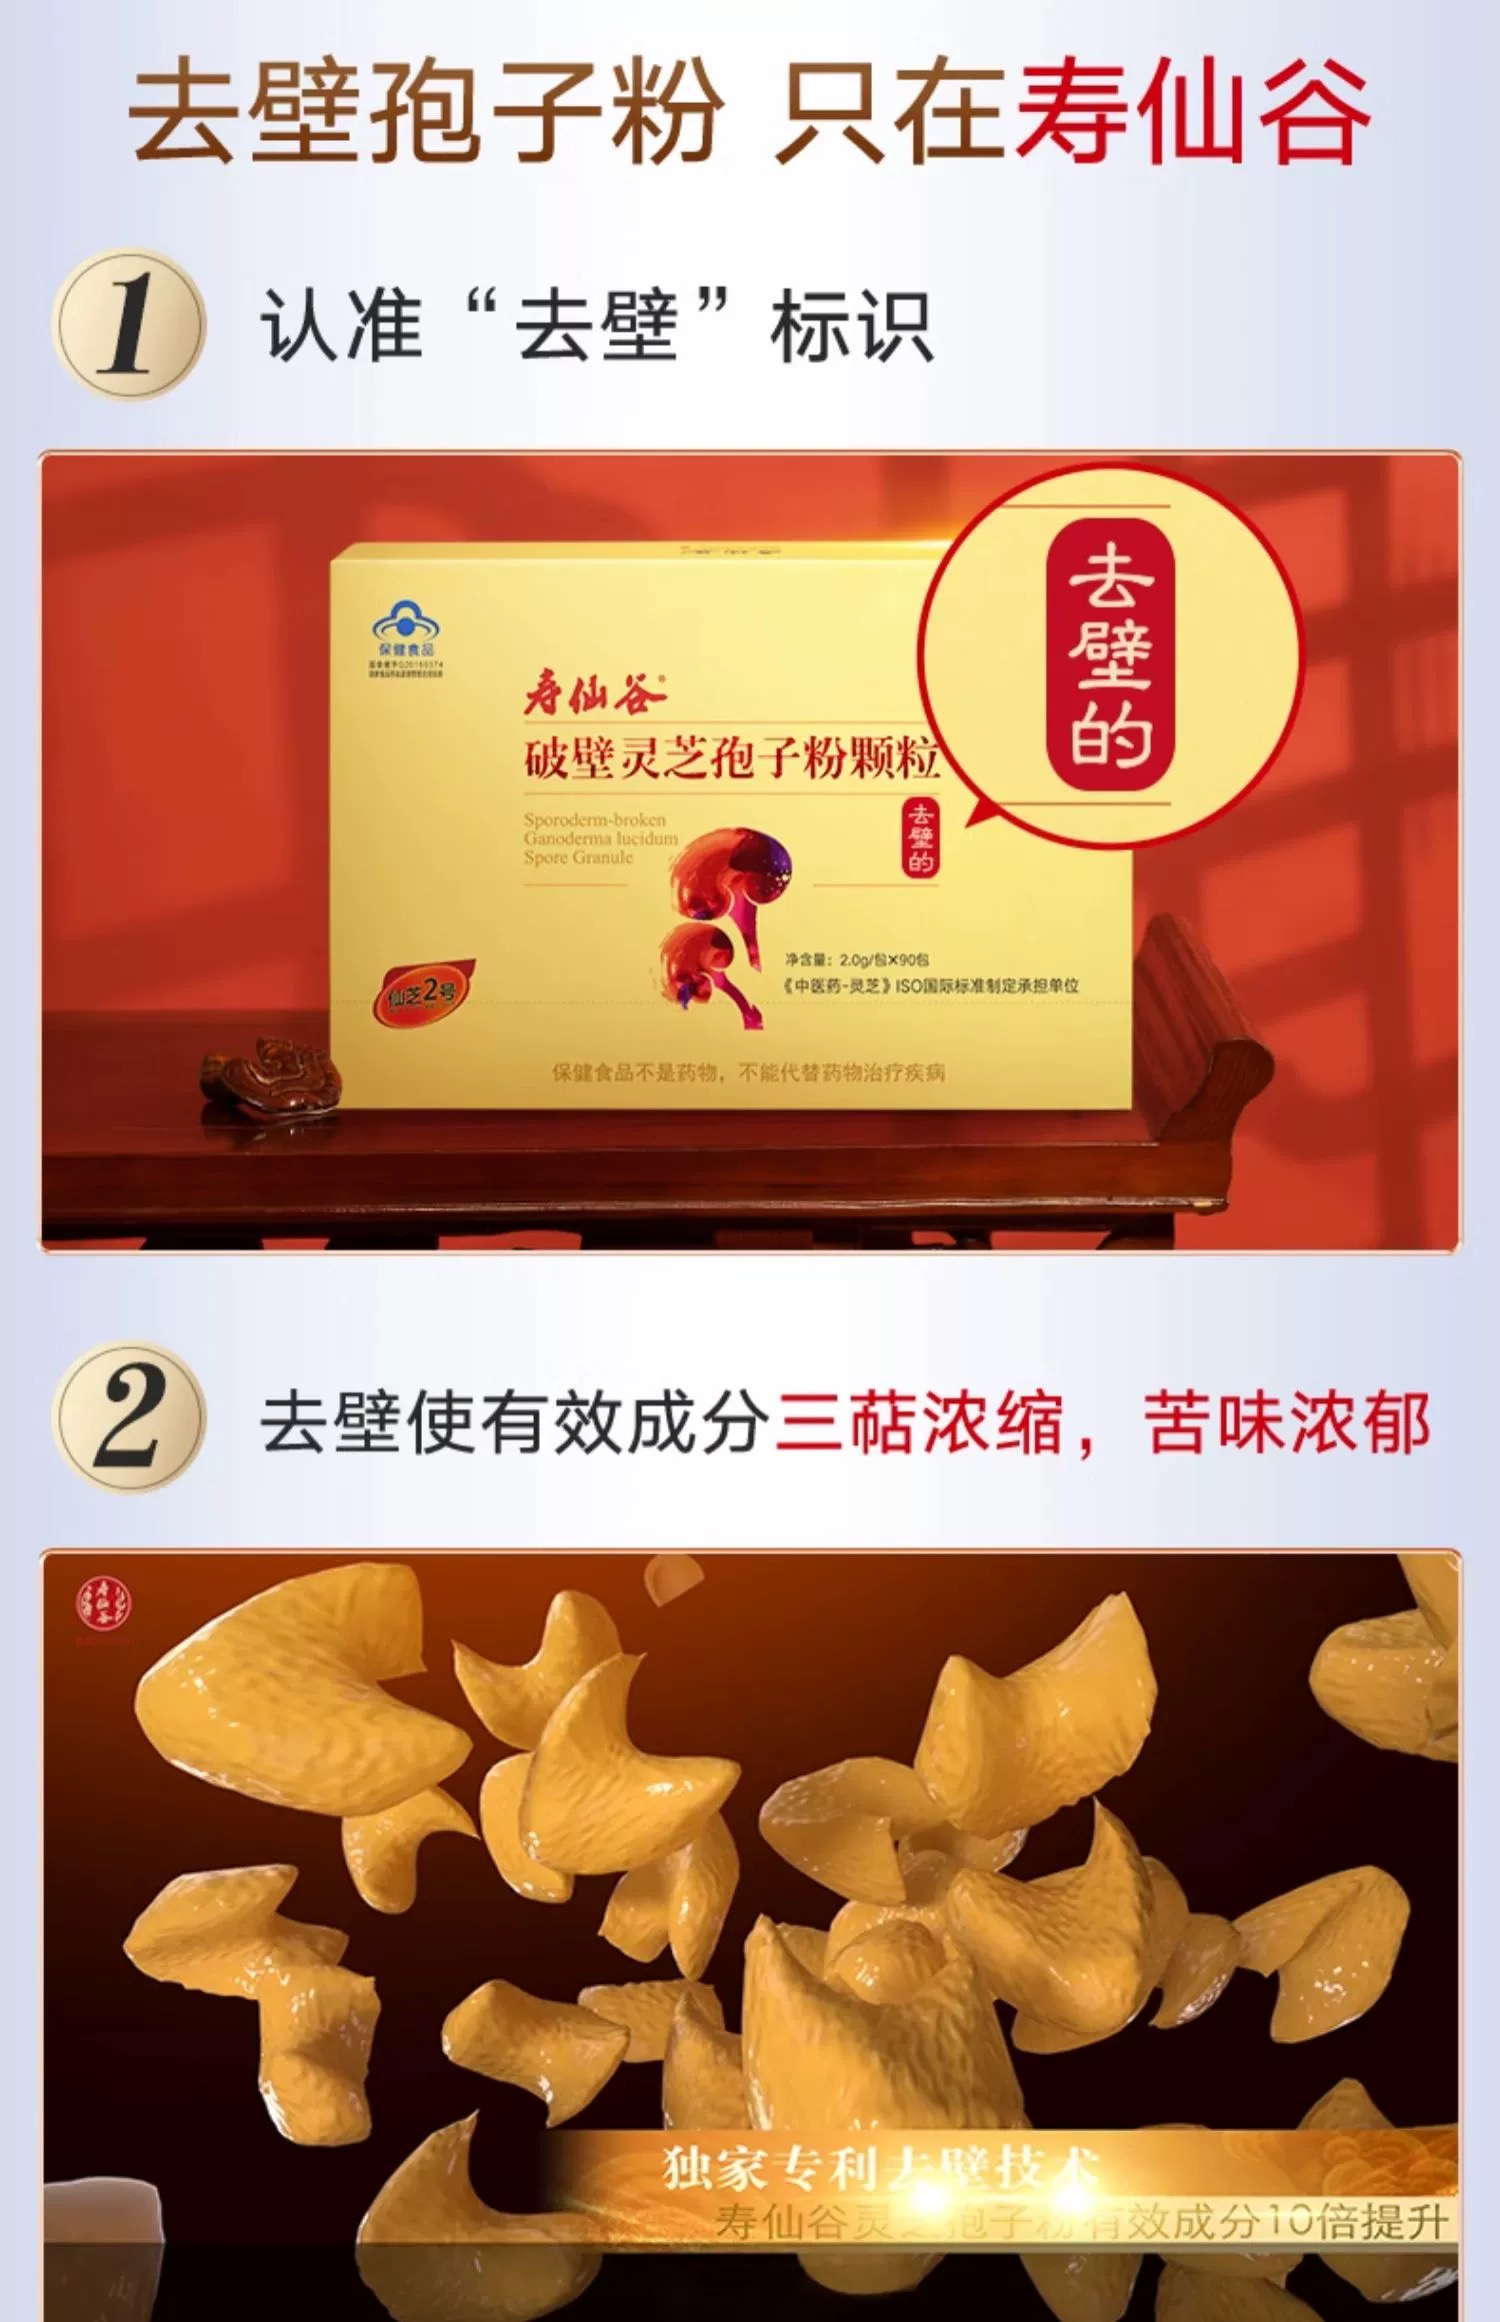 去壁孢子粉 只在寿仙谷
1
认准“去壁”标识
保健食品
寿仙谷®
破壁灵芝孢子粉颗粒
Sporoderm-broken
Ganoderma lucidum
Spore Granule
去壁的
去壁的
净含量：2.0g/包×90包
《中医药-灵芝》ISO国际标准制定承担单位
仙芝2号
保健食品不是药物，不能代替药物治疗疾病
2
去壁使有效成分三萜浓缩，苦味浓郁
寿仙谷
独家专利去壁技术
寿仙谷灵芝孢子粉有效成分10倍提升